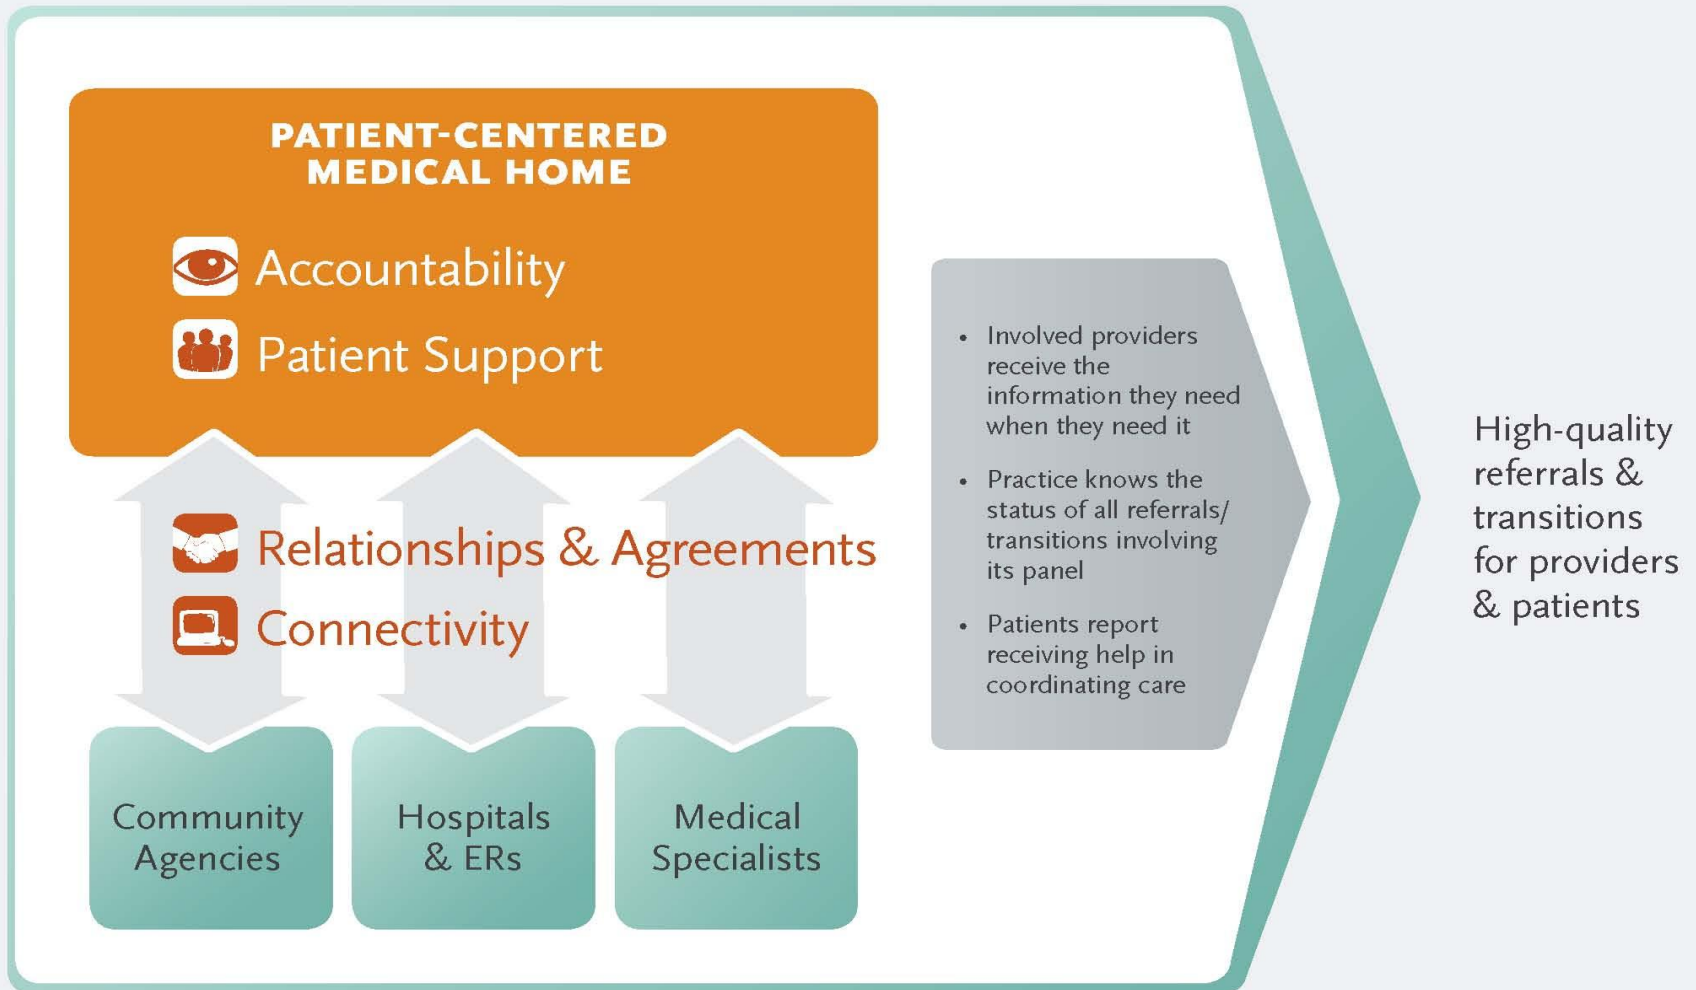 PATIENT-CENTERED
MEDICAL HOME
Accountability
Patient Support
Relationships & Agreements
Connectivity
Community
Agencies
Hospitals
& ERs
Medical
Specialists
• Involved providers
receive the
information they need
when they need it
• Practice knows the
status of all referrals/
transitions involving
its panel
• Patients report
receiving help in
coordinating care
High-quality
referrals &
transitions
for providers
& patients